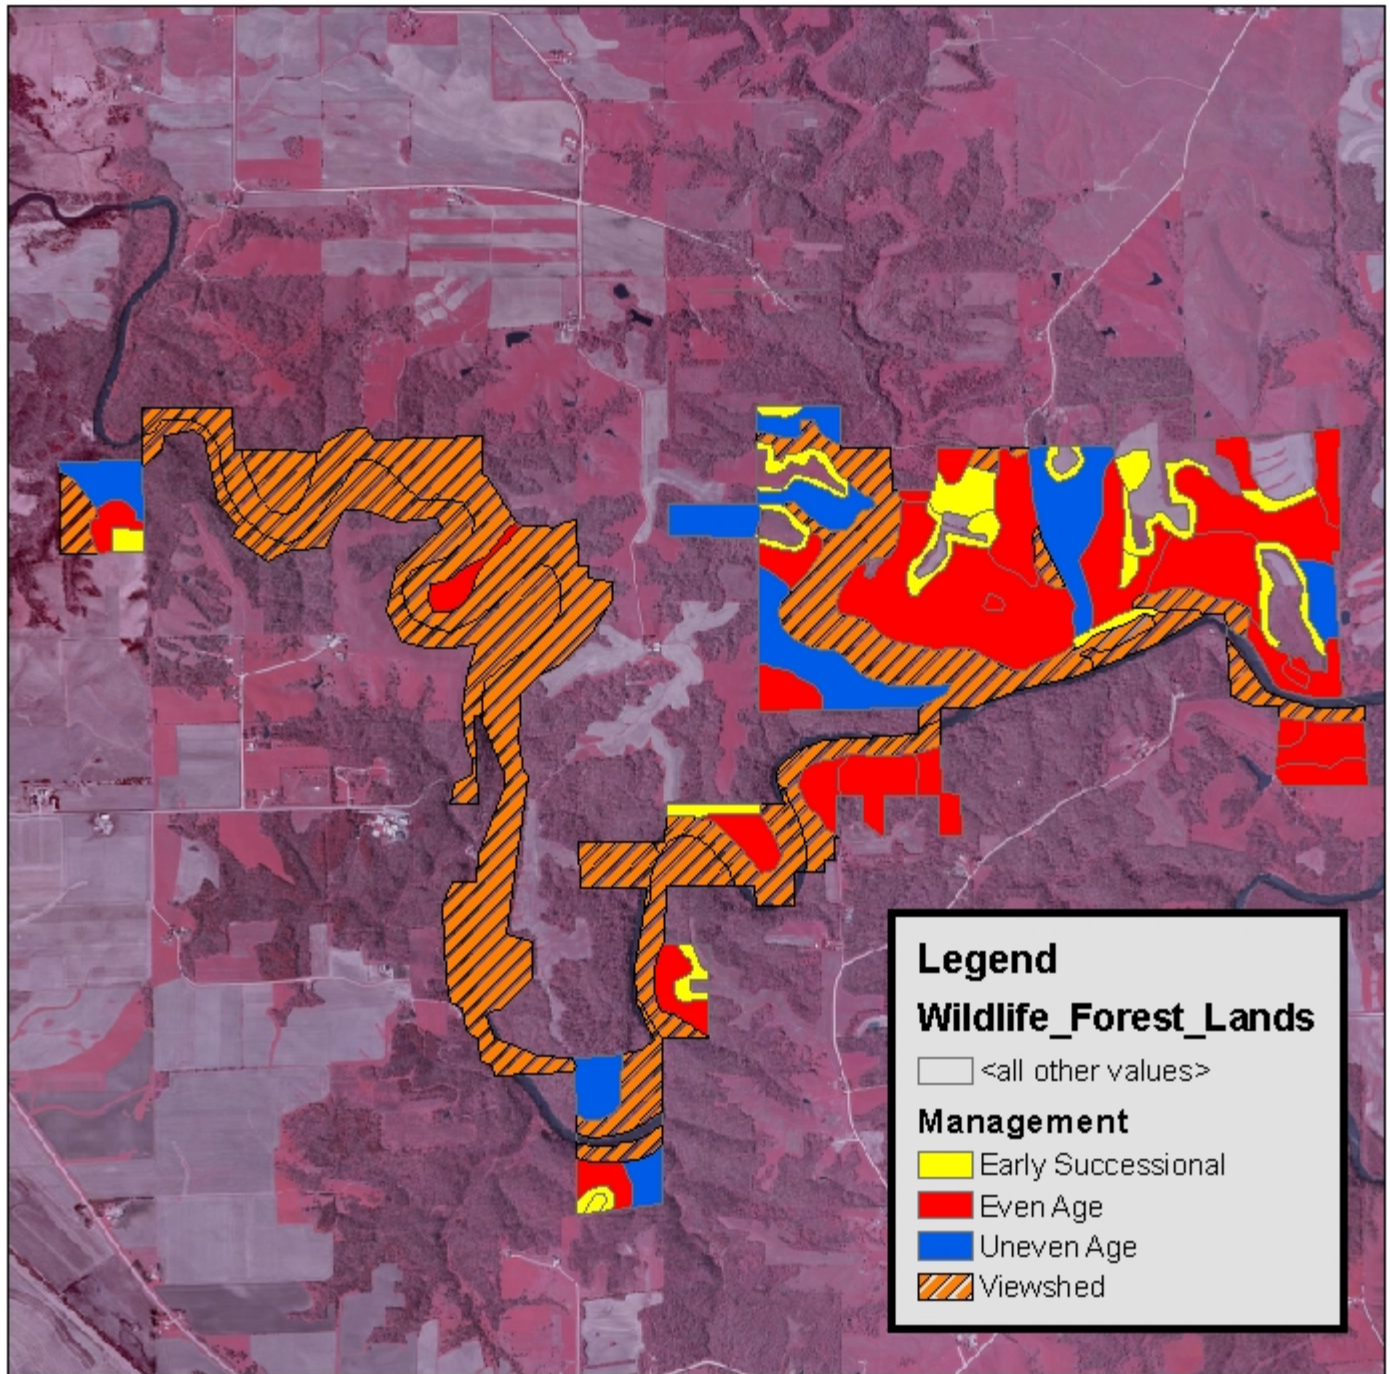 Legend
Wildlife_Forest_Lands
<all other values>
Management
Early Successional
Even Age
Uneven Age
Viewshed